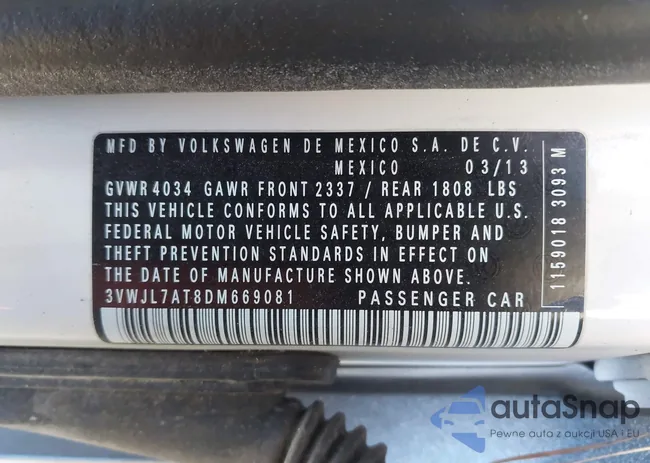 MFD BY VOLKSWAGEN DE MEXICO S.A. DE C.V.
MEXICO 03/13
GVWR 4034 GAWR FRONT 2337 / REAR 1808 LBS
THIS VEHICLE CONFORMS TO ALL APPLICABLE U.S.
FEDERAL MOTOR VEHICLE SAFETY, BUMPER AND
THEFT PREVENTION STANDARDS IN EFFECT ON
THE DATE OF MANUFACTURE SHOWN ABOVE.
3VWJL7AT8DM669081 PASSENGER CAR
1159018 3093 M
autaSnap
Pewne auta z aukcji USA i EU